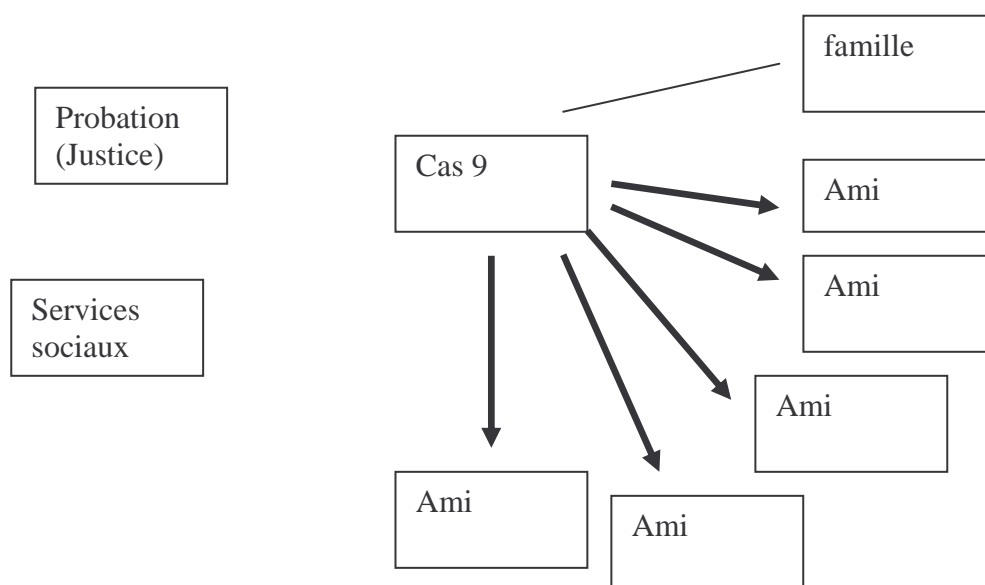 famille
Probation
(Justice)
Cas 9
Ami
Ami
Services
sociaux
Ami
Ami
Ami